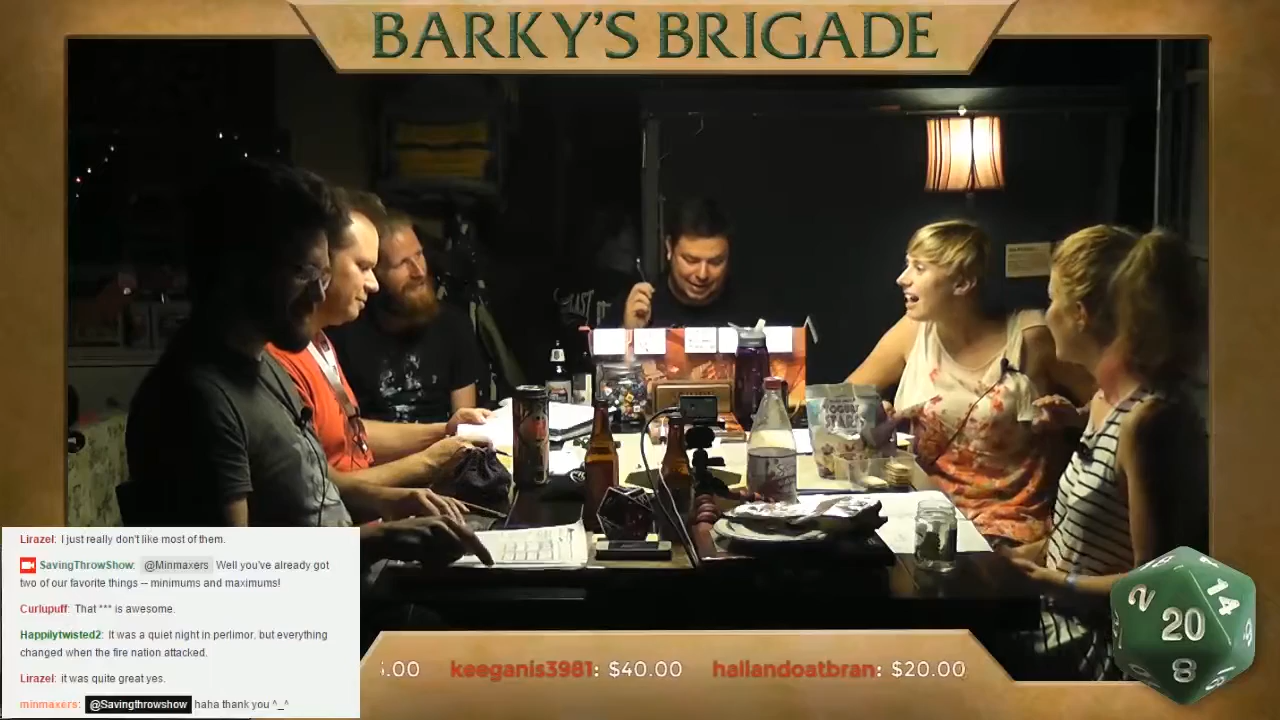 BARKY'S BRIGADE
YOGURT
STARS
Lirazel: I just really don't like most of them.
SavingThrowShow: @Minmaxers Well you've already got
two of our favorite things -- minimums and maximums!
Curlupuff: That *** is awesome.
Happilytwisted2: It was a quiet night in perlimor, but everything
changed when the fire nation attacked.
Lirazel: it was quite great yes.
minmaxers: @Savingthrowshow haha thank you ^_^
.00 keeganis3981: $40.00 hallandoatbran: $20.00
2
14
20
8